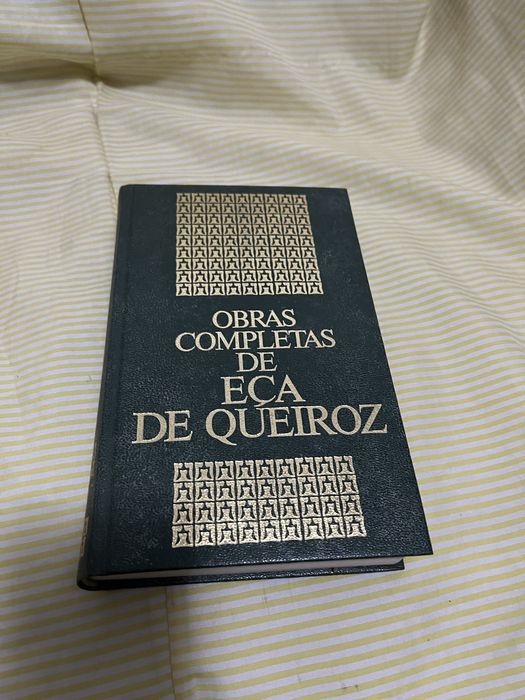 OBRAS
COMPLETAS
DE
EÇA
DE QUEIROZ